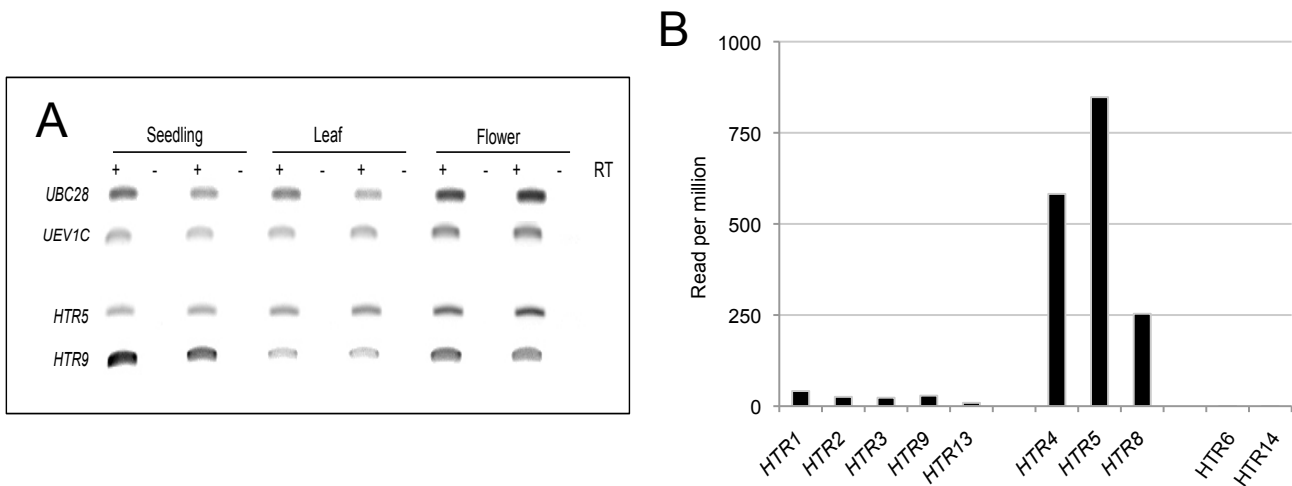 A
Seedling Leaf Flower
+ - + - + - + - + - + - RT
UBC28
UEV1C
HTR5
HTR9
B
1000
750
500
250
0
Read per million
HTR1 HTR2 HTR3 HTR9 HTR13 HTR4 HTR5 HTR8 HTR6 HTR14